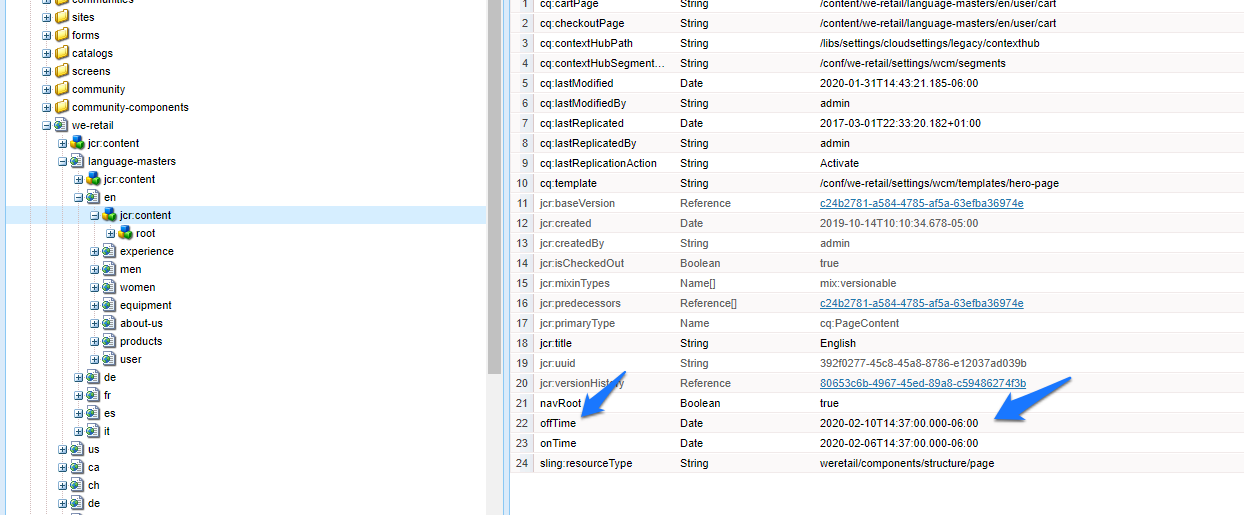 communities
sites
forms
catalogs
screens
community
community-components
we-retail
jcr:content
language-masters
jcr:content
en
jcr:content
root
experience
men
women
equipment
about-us
products
user
de
fr
es
it
us
ca
ch
de
1 cq:cartPage String /content/we-retail/language-masters/en/user/cart
2 cq:checkoutPage String /content/we-retail/language-masters/en/user/cart
3 cq:contextHubPath String /libs/settings/cloudsettings/legacy/contexthub
4 cq:contextHubSegment... String /conf/we-retail/settings/wcm/segments
5 cq:lastModified Date 2020-01-31T14:43:21.185-06:00
6 cq:lastModifiedBy String admin
7 cq:lastReplicated Date 2017-03-01T22:33:20.182+01:00
8 cq:lastReplicatedBy String admin
9 cq:lastReplicationAction String Activate
10 cq:template String /conf/we-retail/settings/wcm/templates/hero-page
11 jcr:baseVersion Reference c24b2781-a584-4785-af5a-63efba36974e
12 jcr:created Date 2019-10-14T10:10:34.678-05:00
13 jcr:createdBy String admin
14 jcr:isCheckedOut Boolean true
15 jcr:mixinTypes Name[] mix:versionable
16 jcr:predecessors Reference[] c24b2781-a584-4785-af5a-63efba36974e
17 jcr:primaryType Name cq:PageContent
18 jcr:title String English
19 jcr:uuid String 392f0277-45c8-45a8-8786-e12037ad039b
20 jcr:versionHistory Reference 80653c6b-4967-45ed-89a8-c59486274f3b
21 navRoot Boolean true
22 offTime Date 2020-02-10T14:37:00.000-06:00
23 onTime Date 2020-02-06T14:37:00.000-06:00
24 sling:resourceType String weretail/components/structure/page